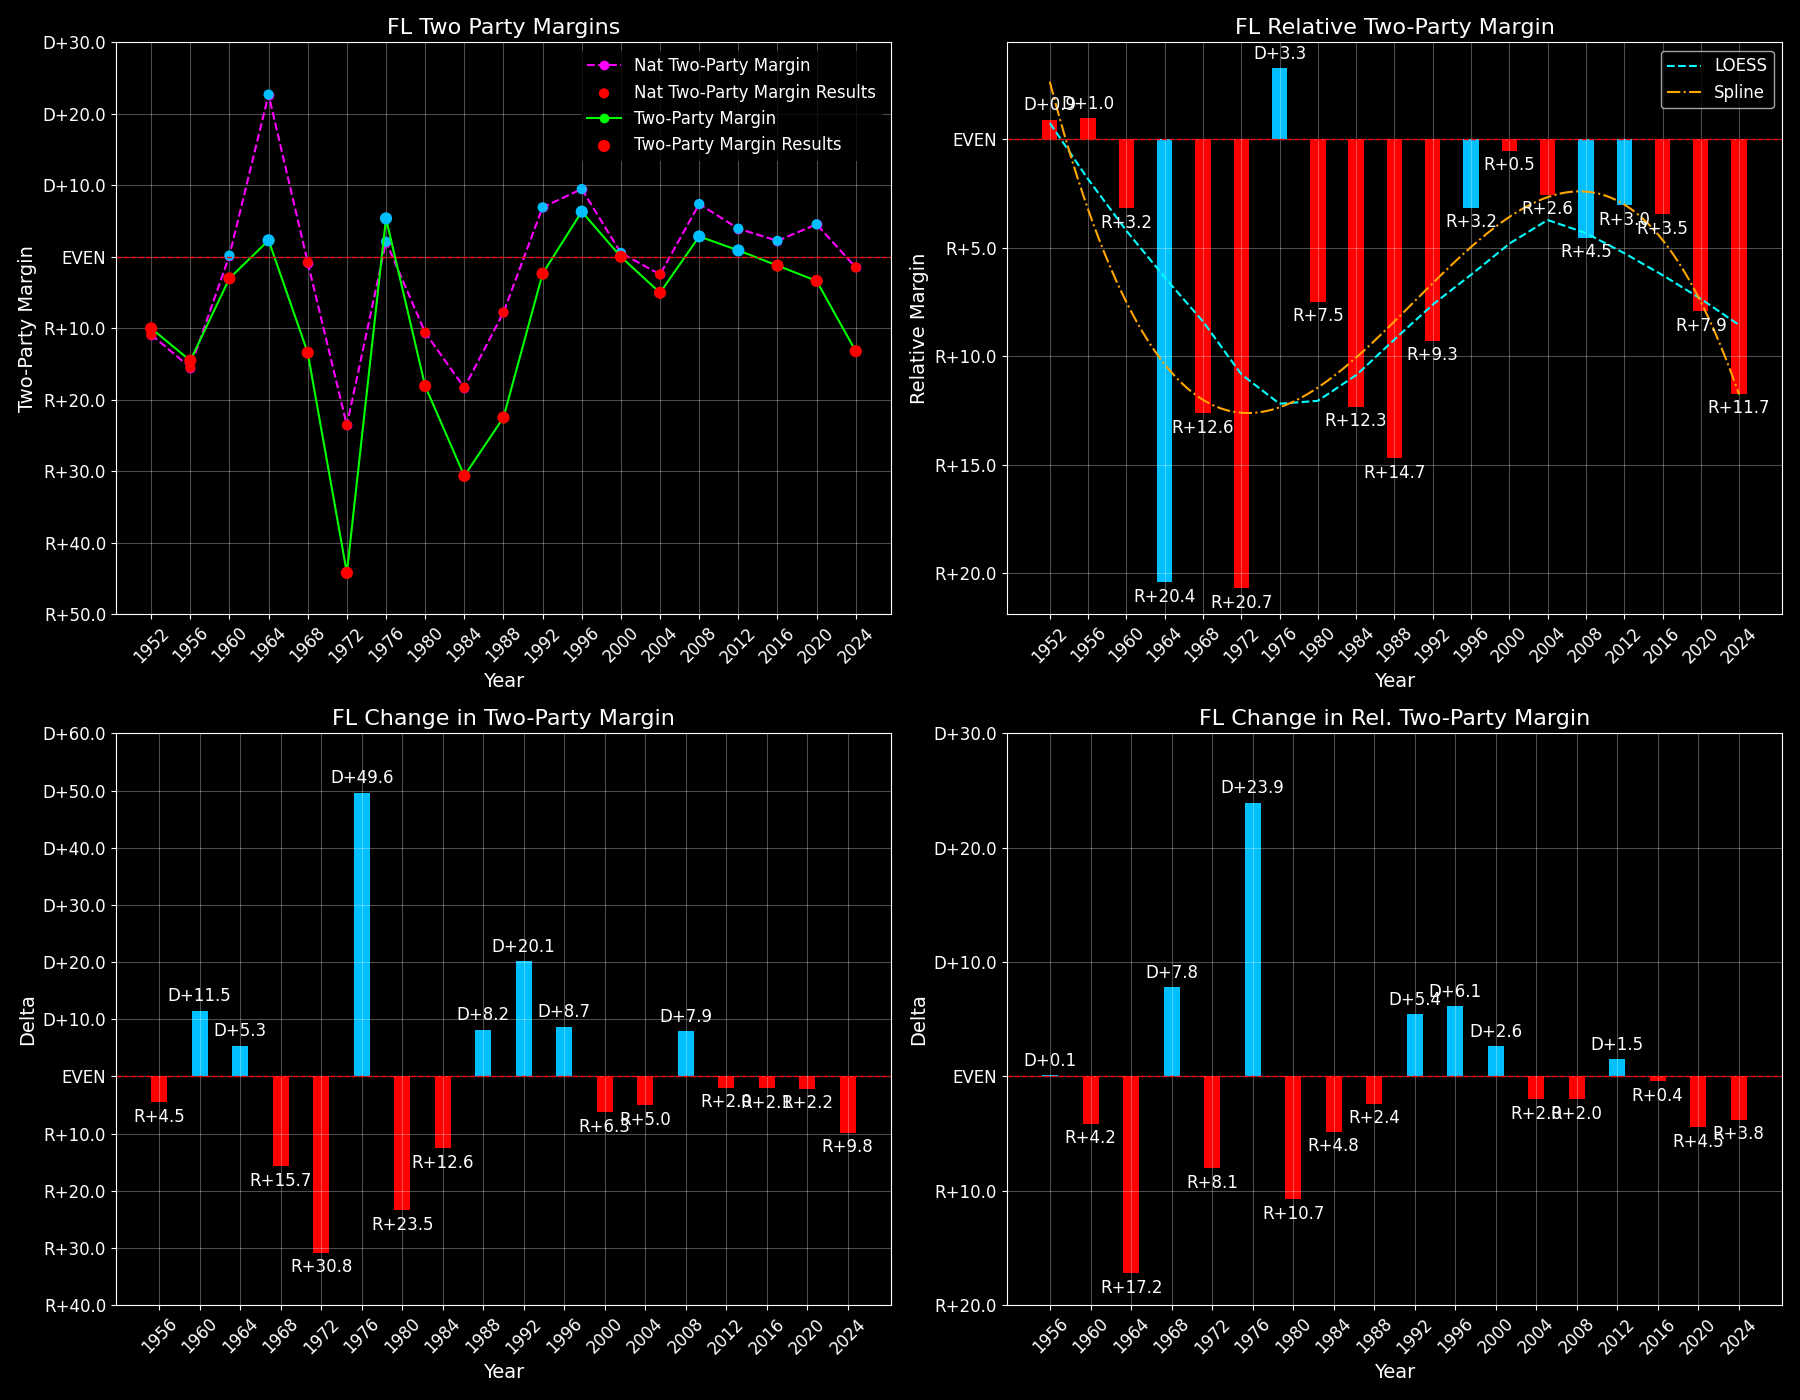 FL Two Party Margins
D+30.0
D+20.0
D+10.0
EVEN
R+10.0
R+20.0
R+30.0
R+40.0
R+50.0
Two-Party Margin
Nat Two-Party Margin
Nat Two-Party Margin Results
Two-Party Margin
Two-Party Margin Results
1952 1956 1960 1964 1968 1972 1976 1980 1984 1988 1992 1996 2000 2004 2008 2012 2016 2020 2024
Year
FL Relative Two-Party Margin
EVEN
R+5.0
R+10.0
R+15.0
R+20.0
Relative Margin
LOESS
Spline
D+0.9
D+1.0
R+3.2
R+20.4
R+12.6
R+20.7
D+3.3
R+7.5
R+12.3
R+14.7
R+9.3
R+3.2
R+0.5
R+2.6
R+4.5
R+3.0
R+3.5
R+7.9
R+11.7
1952 1956 1960 1964 1968 1972 1976 1980 1984 1988 1992 1996 2000 2004 2008 2012 2016 2020 2024
Year
FL Change in Two-Party Margin
D+60.0
D+50.0
D+40.0
D+30.0
D+20.0
D+10.0
EVEN
R+10.0
R+20.0
R+30.0
R+40.0
Delta
R+4.5
D+11.5
D+5.3
R+15.7
R+30.8
D+49.6
R+23.5
R+12.6
D+8.2
D+20.1
D+8.7
R+6.3
R+5.0
D+7.9
R+2.0
R+2.1
R+2.2
R+9.8
1956 1960 1964 1968 1972 1976 1980 1984 1988 1992 1996 2000 2004 2008 2012 2016 2020 2024
Year
FL Change in Rel. Two-Party Margin
D+30.0
D+20.0
D+10.0
EVEN
R+10.0
R+20.0
Delta
D+0.1
R+4.2
R+17.2
D+7.8
R+8.1
D+23.9
R+10.7
R+4.8
R+2.4
D+5.4
D+6.1
D+2.6
R+2.0
D+1.5
R+0.4
R+4.5
R+3.8
1956 1960 1964 1968 1972 1976 1980 1984 1988 1992 1996 2000 2004 2008 2012 2016 2020 2024
Year